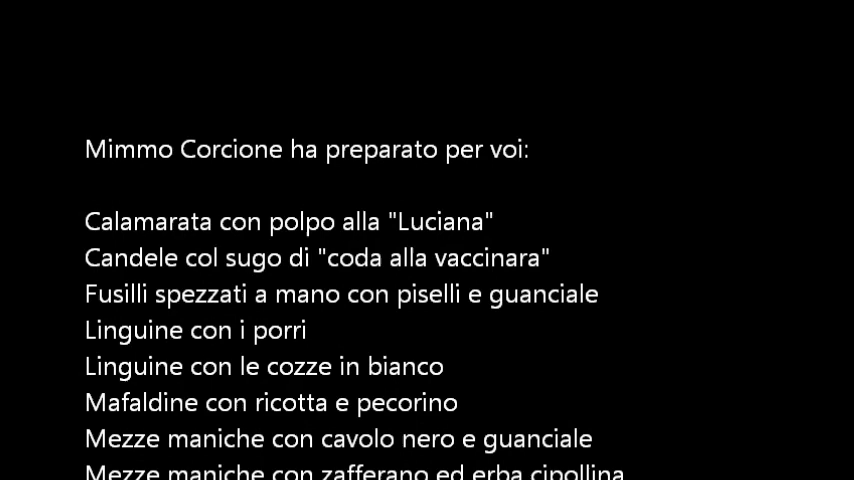 Mimmo Corcione ha preparato per voi:
Calamarata con polpo alla "Luciana"
Candele col sugo di "coda alla vaccinara"
Fusilli spezzati a mano con piselli e guanciale
Linguine con i porri
Linguine con le cozze in bianco
Mafaldine con ricotta e pecorino
Mezze maniche con cavolo nero e guanciale
Mezze maniche con zafferano ed erba cipollina